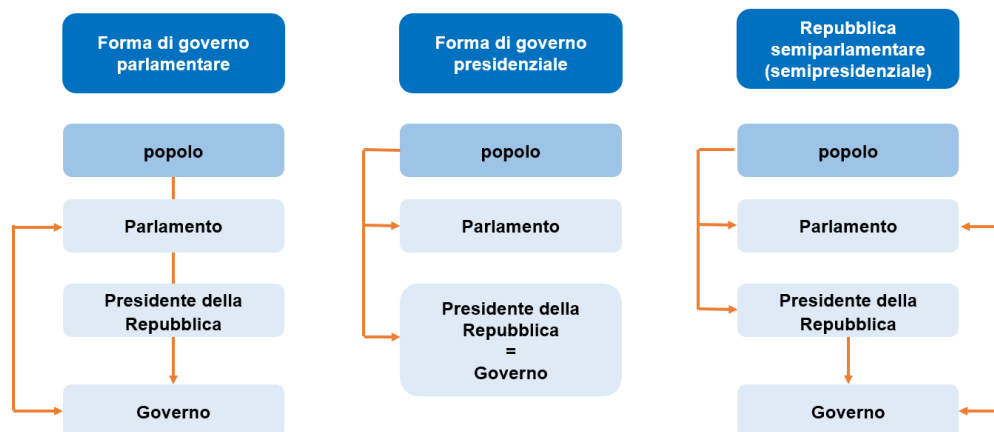 Forma di governo
parlamentare
popolo
Parlamento
Presidente della
Repubblica
Governo
Forma di governo
presidenziale
popolo
Parlamento
Presidente della
Repubblica
=
Governo
Repubblica
semiparlamentare
(semipresidenziale)
popolo
Parlamento
Presidente della
Repubblica
Governo